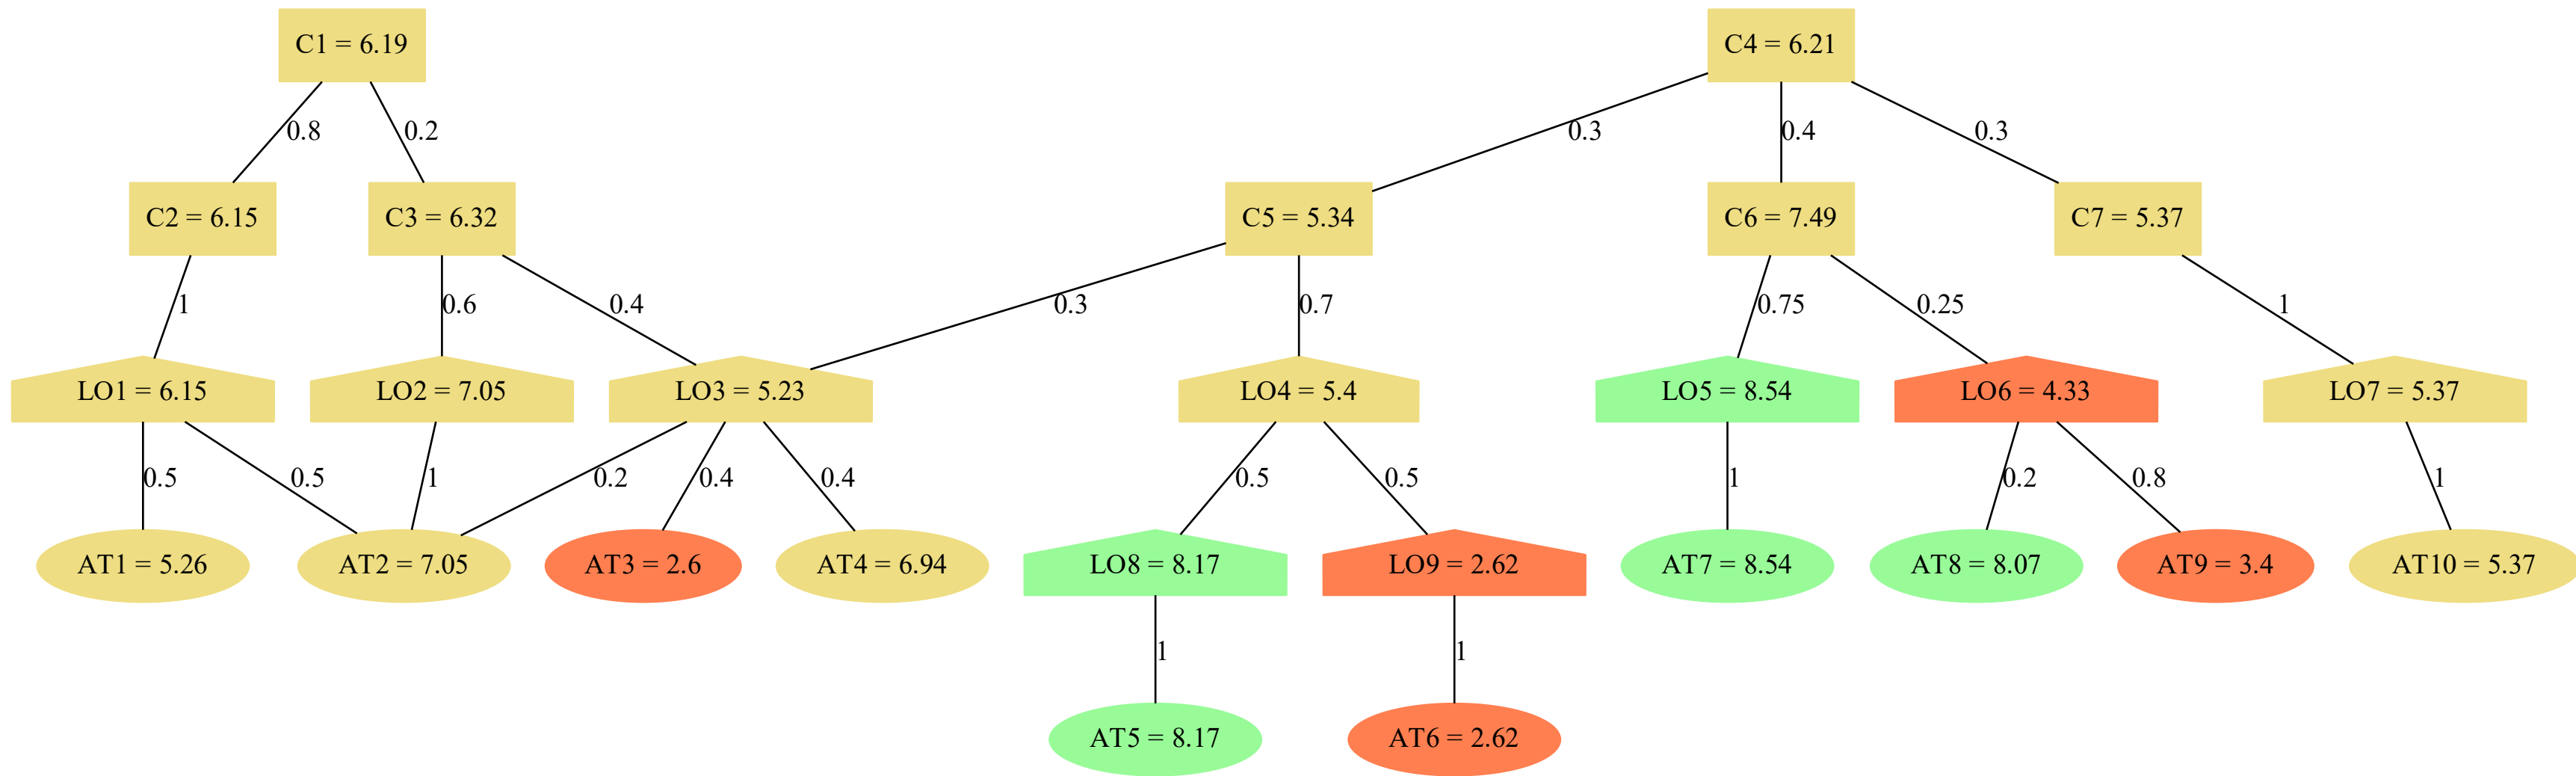 C1 = 6.19
C4 = 6.21
0.8
0.2
0.3
0.4
0.3
C2 = 6.15
C3 = 6.32
C5 = 5.34
C6 = 7.49
C7 = 5.37
1
0.6
0.4
0.3
0.7
0.75
0.25
1
LO1 = 6.15
LO2 = 7.05
LO3 = 5.23
LO4 = 5.4
LO5 = 8.54
LO6 = 4.33
LO7 = 5.37
0.5
0.5
1
0.2
0.4
0.4
0.5
0.5
1
0.2
0.8
1
AT1 = 5.26
AT2 = 7.05
AT3 = 2.6
AT4 = 6.94
LO8 = 8.17
LO9 = 2.62
AT7 = 8.54
AT8 = 8.07
AT9 = 3.4
AT10 = 5.37
1
1
AT5 = 8.17
AT6 = 2.62